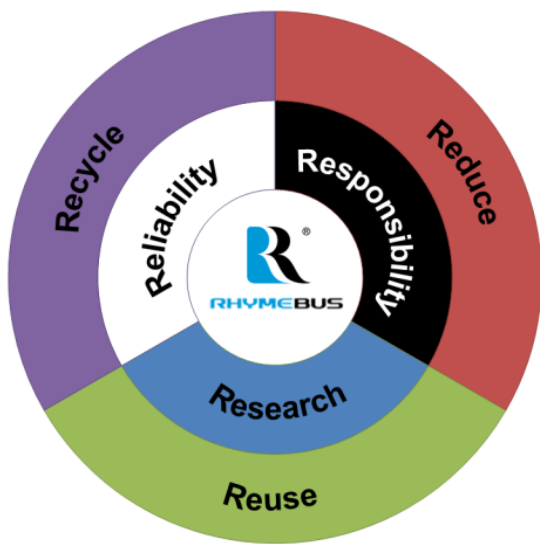 Recycle
Reduce
Reliability
Responsibility
R®
RHYMEBUS
Research
Reuse